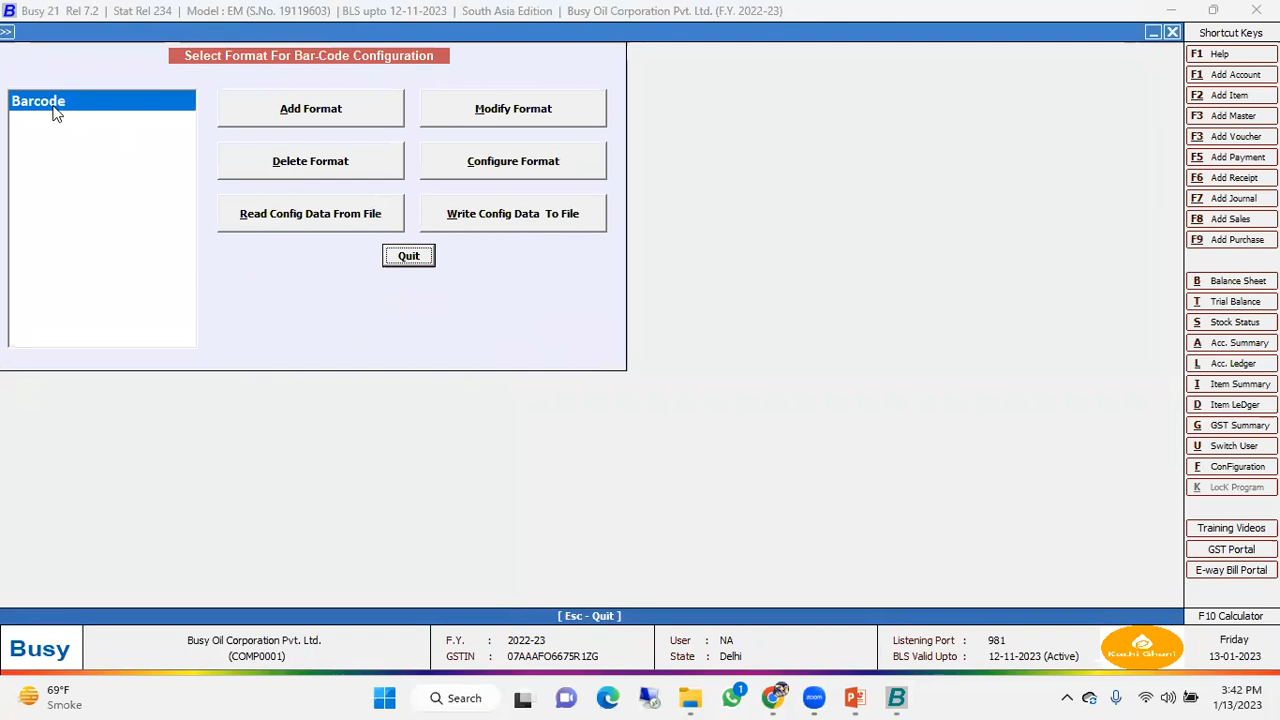 Busy 21 Rel 7.2 | Stat Rel 234 | Model : EM (S.No. 19119603) | BLS upto 12-11-2023 | South Asia Edition | Busy Oil Corporation Pvt. Ltd. (F.Y. 2022-23)
>>
Select Format For Bar-Code Configuration
Barcode
Add Format
Modify Format
Delete Format
Configure Format
Read Config Data From File
Write Config Data To File
Quit
Shortcut Keys
F1 Help
F1 Add Account
F2 Add Item
F3 Add Master
F3 Add Voucher
F5 Add Payment
F6 Add Receipt
F7 Add Journal
F8 Add Sales
F9 Add Purchase
B Balance Sheet
T Trial Balance
S Stock Status
A Acc. Summary
L Acc. Ledger
I Item Summary
D Item LeDger
G GST Summary
U Switch User
F ConFiguration
K LocK Program
Training Videos
GST Portal
E-way Bill Portal
[ Esc - Quit ]
F10 Calculator
Busy
Busy Oil Corporation Pvt. Ltd.
(COMP0001)
F.Y. : 2022-23
GSTIN : 07AAAFO6675R1ZG
User : NA
State : Delhi
Listening Port : 981
BLS Valid Upto : 12-11-2023 (Active)
Kachi Ghani
Friday
13-01-2023
69°F
Smoke
Search
1
3:42 PM
1/13/2023